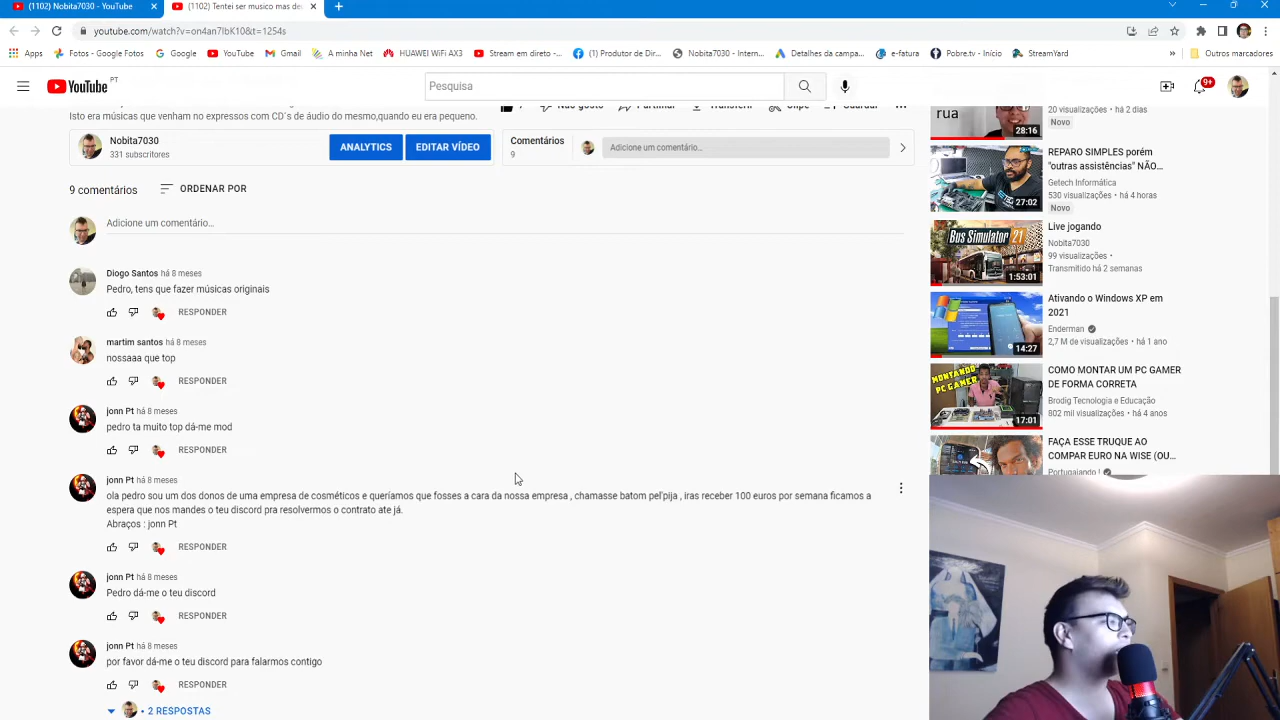 (1102) Nobita7030 - YouTube
(1102) Tentei ser musico mas de
youtube.com/watch?v=on4an7IbK10&t=1254s
Apps
Fotos - Google Fotos
Google
YouTube
Gmail
A minha Net
HUAWEI WiFi AX3
Stream em direto -...
(1) Produtor de Dir...
Nobita7030 - Intern...
Detalhes da campa...
e-fatura
Pobre.tv - Início
StreamYard
Outros marcadores
YouTube
PT
Pesquisa
9+
Isto era músicas que venham no expressos com CD`s de áudio do mesmo,quando eu era pequeno.
Nobita7030
331 subscritores
ANALYTICS
EDITAR VÍDEO
Comentários
9
Adicione um comentário...
9 comentários
ORDENAR POR
Adicione um comentário...
Diogo Santos há 8 meses
Pedro, tens que fazer músicas originais
RESPONDER
martim santos há 8 meses
nossaaa que top
RESPONDER
jonn Pt há 8 meses
pedro ta muito top dá-me mod
RESPONDER
jonn Pt há 8 meses
ola pedro sou um dos donos de uma empresa de cosméticos e queríamos que fosses a cara da nossa empresa , chamasse batom pel'pija , iras receber 100 euros por semana ficamos a
espera que nos mandes o teu discord pra resolvermos o contrato ate já.
Abraços : jonn Pt
RESPONDER
jonn Pt há 8 meses
Pedro dá-me o teu discord
RESPONDER
jonn Pt há 8 meses
por favor dá-me o teu discord para falarmos contigo
RESPONDER
2 RESPOSTAS
rua
28:16
20 visualizações • há 2 dias
Novo
27:02
REPARO SIMPLES porém
"outras assistências" NÃO...
Getech Informática
530 visualizações • há 4 horas
Novo
BUS SIMULATOR 21
1:53:01
Live jogando
Nobita7030
99 visualizações •
Transmitido há 2 semanas
14:27
Ativando o Windows XP em
2021
Enderman
2,7 M de visualizações • há 1 ano
MONTANDO
PC GAMER
17:01
COMO MONTAR UM PC GAMER
DE FORMA CORRETA
Brodig Tecnologia e Educação
802 mil visualizações • há 4 anos
FAÇA ESSE TRUQUE AO
COMPAR EURO NA WISE (OU...
Portugaiando !